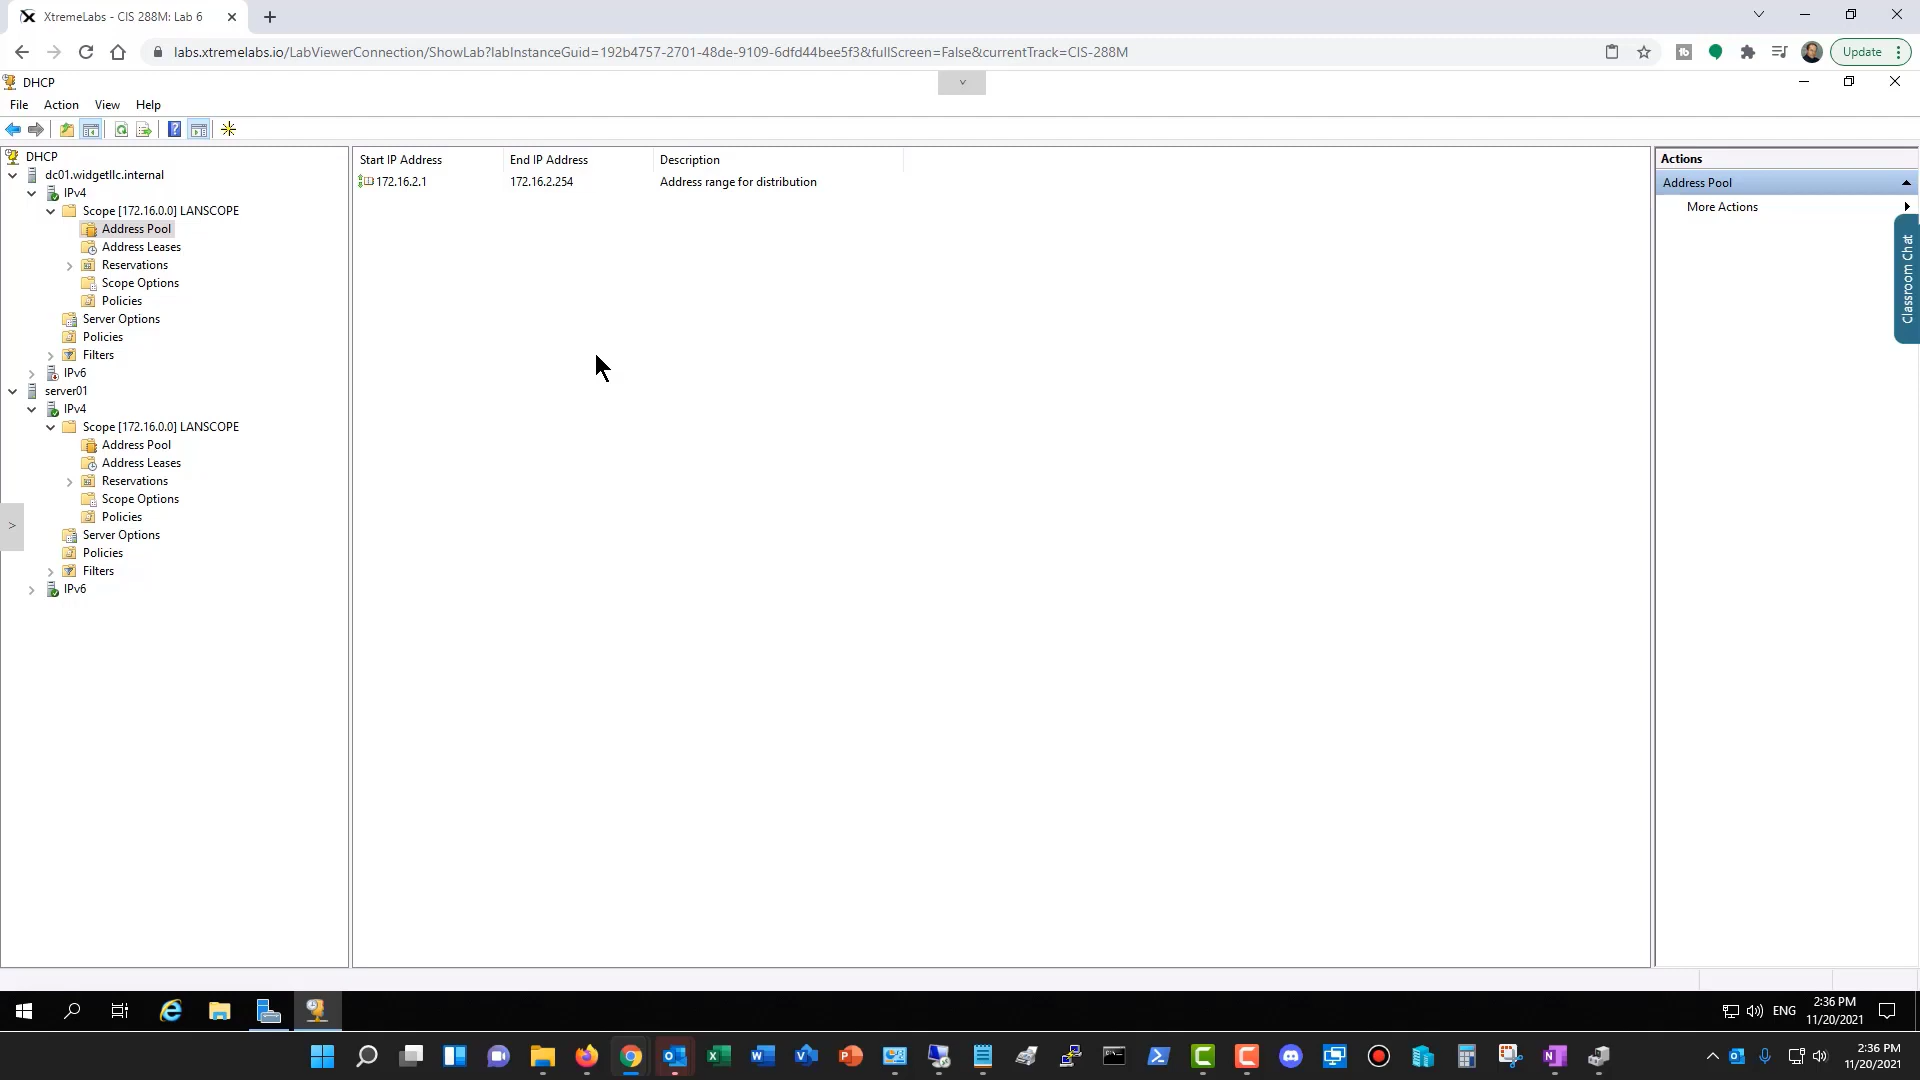 XtremeLabs - CIS 288M: Lab 6
labs.xtremelabs.io/LabViewerConnection/ShowLab?labInstanceGuid=192b4757-2701-48de-9109-6dfd44bee5f3&fullScreen=False&currentTrack=CIS-288M
Update
DHCP
File Action View Help
DHCP
dc01.widgetllc.internal
IPv4
Scope [172.16.0.0] LANSCOPE
Address Pool
Address Leases
Reservations
Scope Options
Policies
Server Options
Policies
Filters
IPv6
server01
IPv4
Scope [172.16.0.0] LANSCOPE
Address Pool
Address Leases
Reservations
Scope Options
Policies
Server Options
Policies
Filters
IPv6
Start IP Address End IP Address Description
172.16.2.1 172.16.2.254 Address range for distribution
Actions
Address Pool
More Actions
Classroom Chat
ENG
2:36 PM
11/20/2021
2:36 PM
11/20/2021